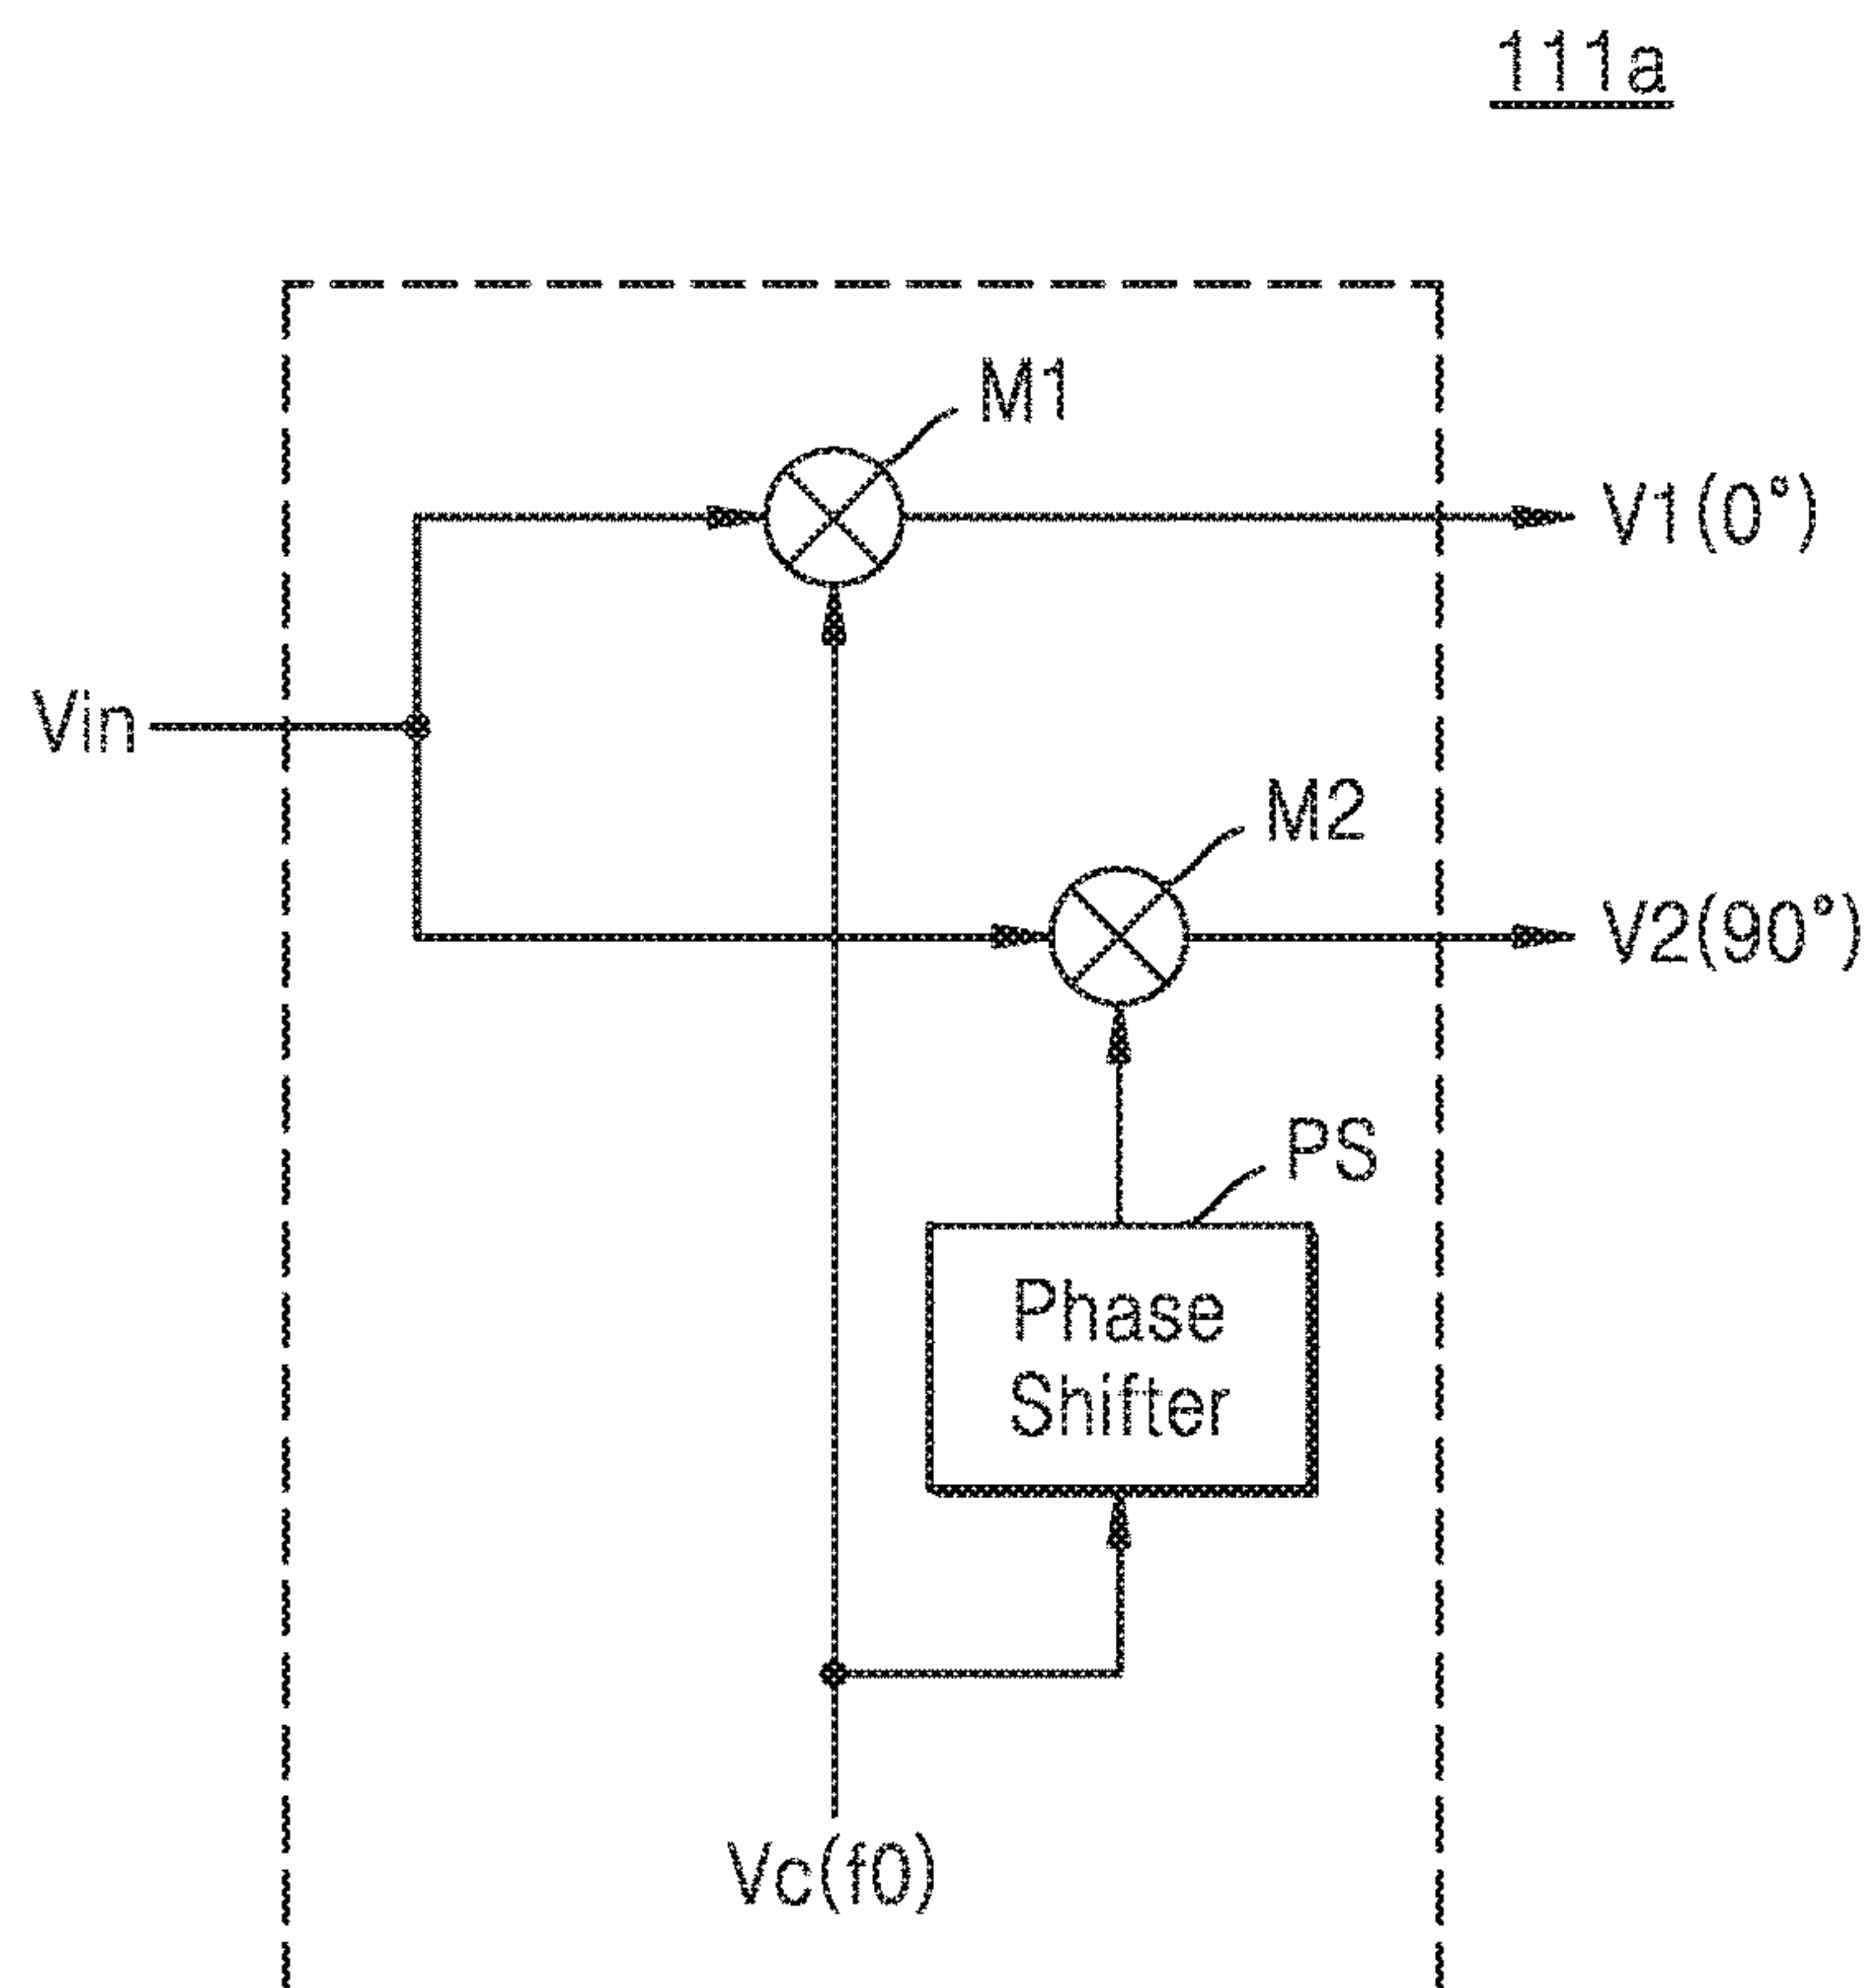 111a
M1
V1(0°)
Vin
M2
V2(90°)
PS
Phase
Shifter
Vc(f0)